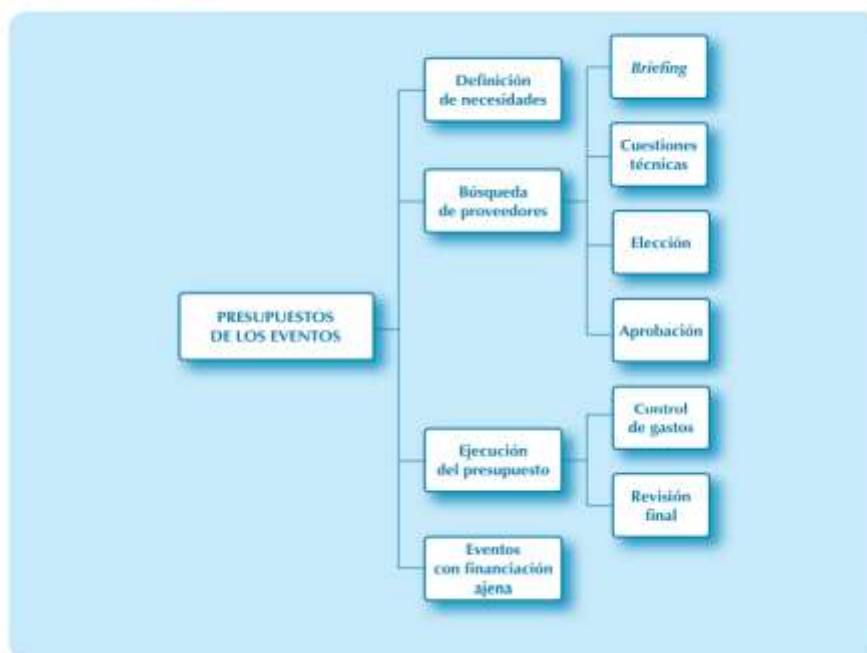 PRESUPUESTOS
DE LOS EVENTOS
Definición
de necesidades
Búsqueda
de proveedores
Briefing
Cuestiones
técnicas
Elección
Aprobación
Ejecución
del presupuesto
Control
de gastos
Revisión
final
Eventos
con financiación
ajena